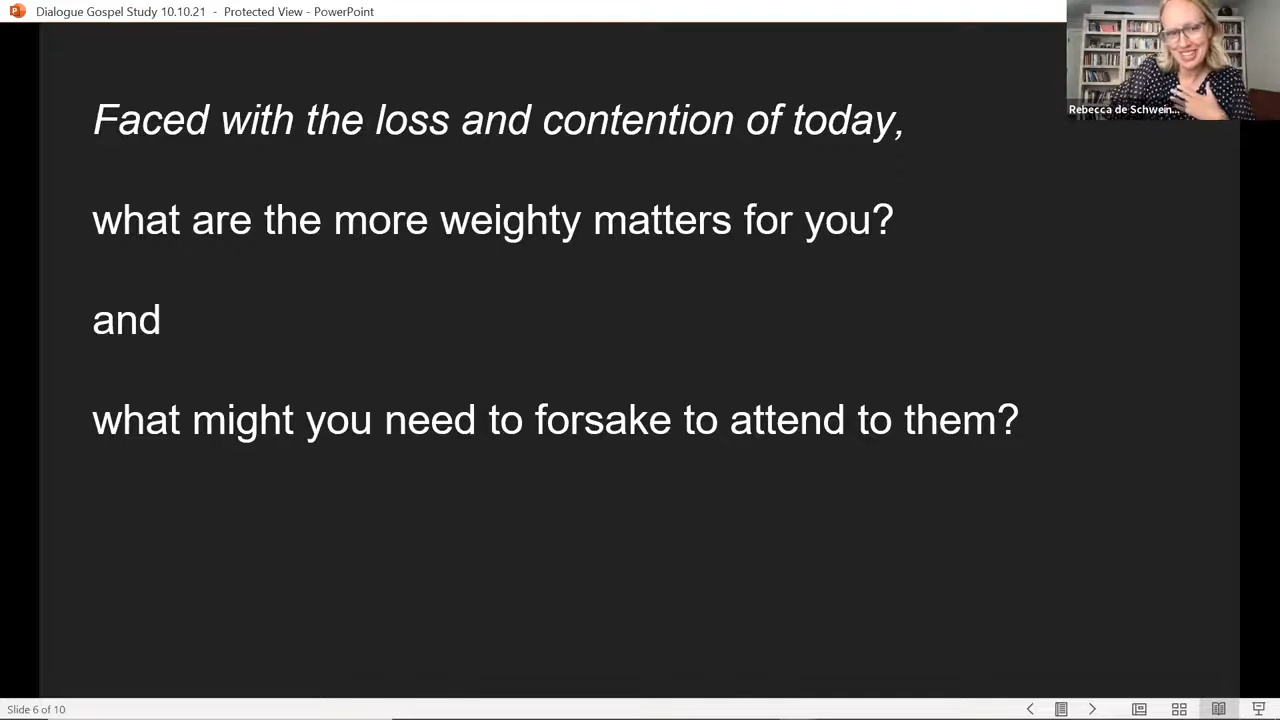 Dialogue Gospel Study 10.10.21 - Protected View - PowerPoint
Rebecca de Schwein...
Faced with the loss and contention of today,
what are the more weighty matters for you?
and
what might you need to forsake to attend to them?
Slide 6 of 10